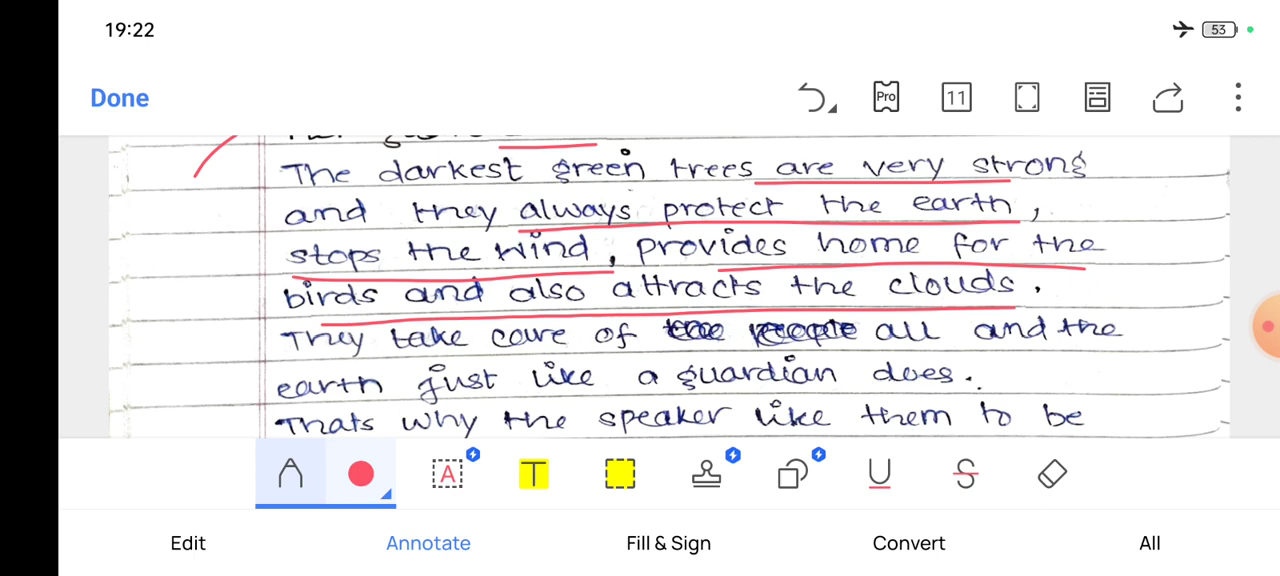 19:22
53
Done
Pro
11
The darkest green trees are very strong
and they always protect the earth,
stops the wind, provides home for the
birds and also attracts the clouds.
They take care of all and the
earth just like a guardian does.
Thats why the speaker like them to be
A
T
U
S
Edit
Annotate
Fill & Sign
Convert
All